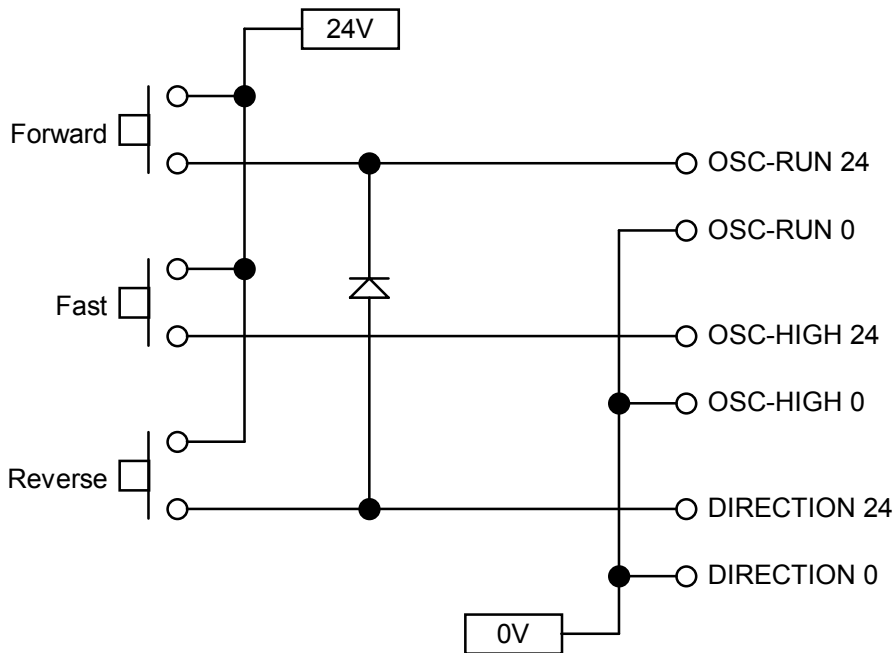 24V
Forward
OSC-RUN 24
OSC-RUN 0
Fast
OSC-HIGH 24
OSC-HIGH 0
Reverse
DIRECTION 24
DIRECTION 0
0V